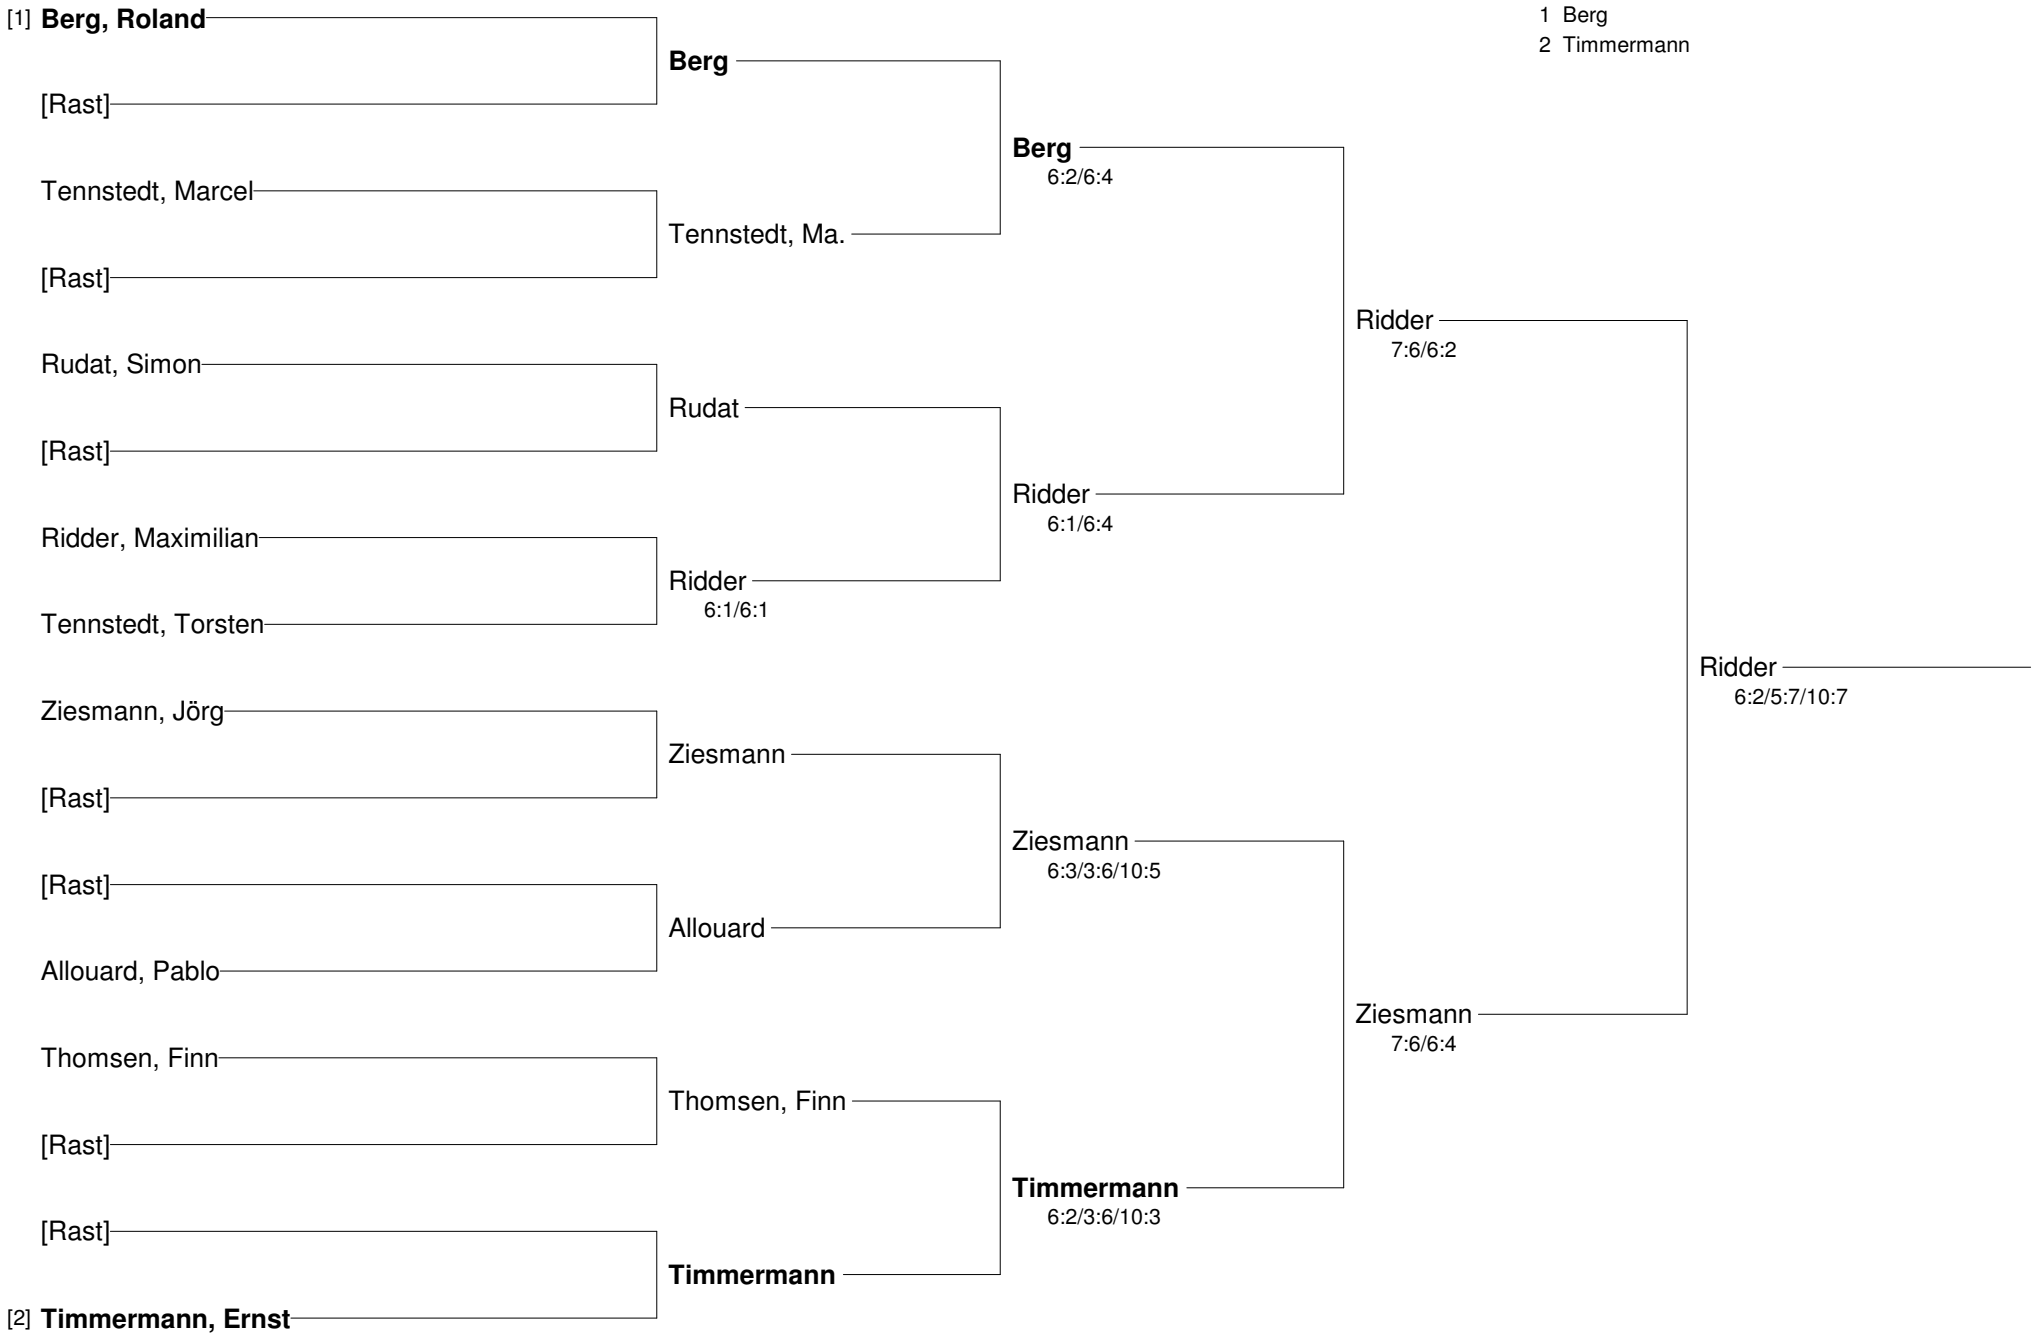 [1] Berg, Roland
[Rast]
Tennstedt, Marcel
[Rast]
Rudat, Simon
[Rast]
Ridder, Maximilian
Tennstedt, Torsten
Ziesmann, Jörg
[Rast]
[Rast]
Allouard, Pablo
Thomsen, Finn
[Rast]
[Rast]
[2] Timmermann, Ernst
Berg
Tennstedt, Ma.
Rudat
Ridder
6:1/6:1
Ziesmann
Allouard
Thomsen, Finn
Timmermann
Berg
6:2/6:4
Ridder
6:1/6:4
Ziesmann
6:3/3:6/10:5
Timmermann
6:2/3:6/10:3
Ridder
7:6/6:2
Ziesmann
7:6/6:4
Ridder
6:2/5:7/10:7
1 Berg
2 Timmermann